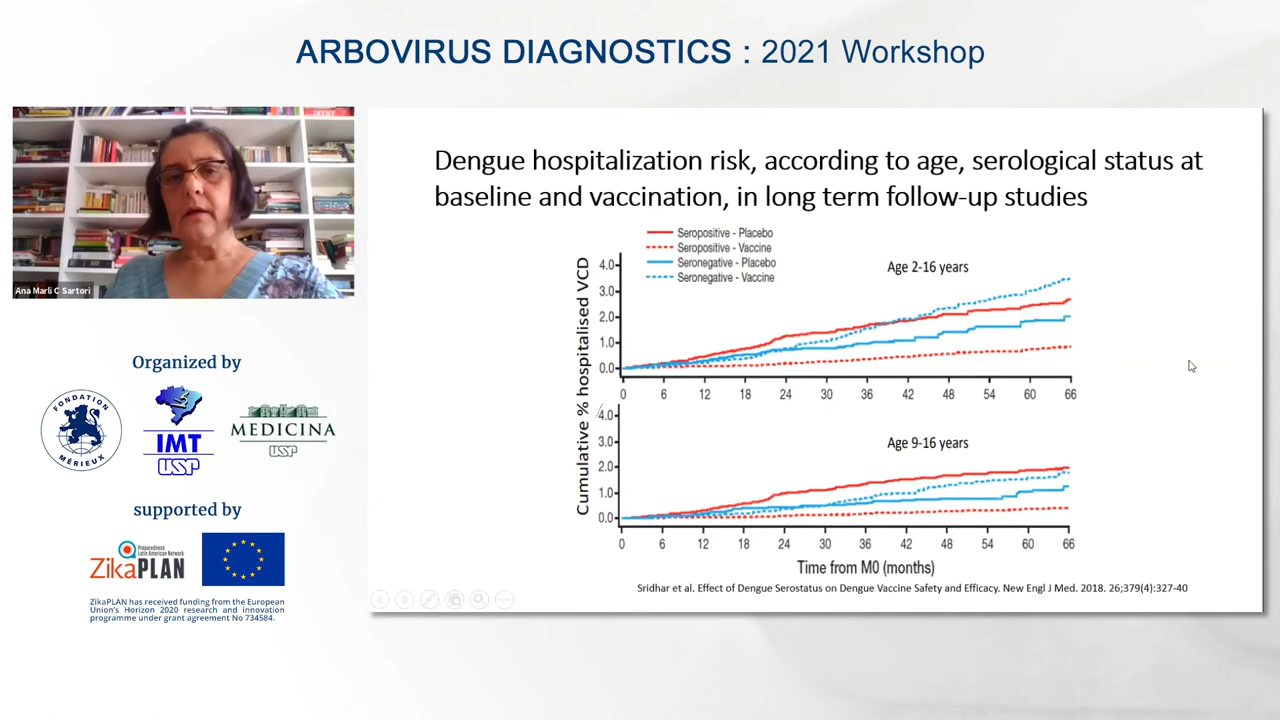 ARBOVIRUS DIAGNOSTICS : 2021 Workshop
Ana Marli C Sartori
Organized by
FONDATION
MÉRIEUX
IMT
USP
MEDICINA
USP
supported by
ZikaPLAN
Preparedness
Latin American Network
ZikaPLAN has received funding from the European
Union's Horizon 2020 research and innovation
programme under grant agreement No 734584.
Dengue hospitalization risk, according to age, serological status at
baseline and vaccination, in long term follow-up studies
Seropositive - Placebo
Seropositive - Vaccine
Seronegative - Placebo
Seronegative - Vaccine
Age 2-16 years
Cumulative % hospitalised VCD
4.0
3.0
2.0
1.0
0.0
0 6 12 18 24 30 36 42 48 54 60 66
Age 9-16 years
4.0
3.0
2.0
1.0
0.0
0 6 12 18 24 30 36 42 48 54 60 66
Time from M0 (months)
Sridhar et al. Effect of Dengue Serostatus on Dengue Vaccine Safety and Efficacy. New Engl J Med. 2018. 26;379(4):327-40